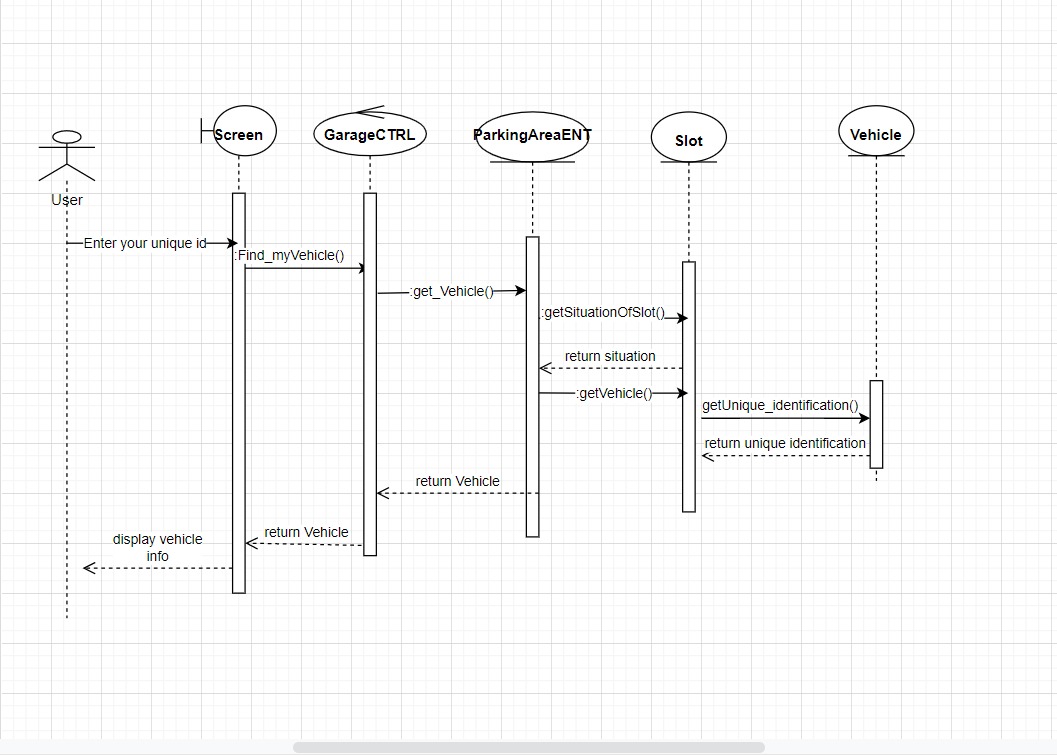 Screen
GarageCTRL
ParkingAreaENT
Slot
Vehicle
User
Enter your unique id
:Find_myVehicle()
:get_Vehicle()
:getSituationOfSlot()
return situation
:getVehicle()
getUnique_identification()
return unique identification
return Vehicle
return Vehicle
display vehicle
info